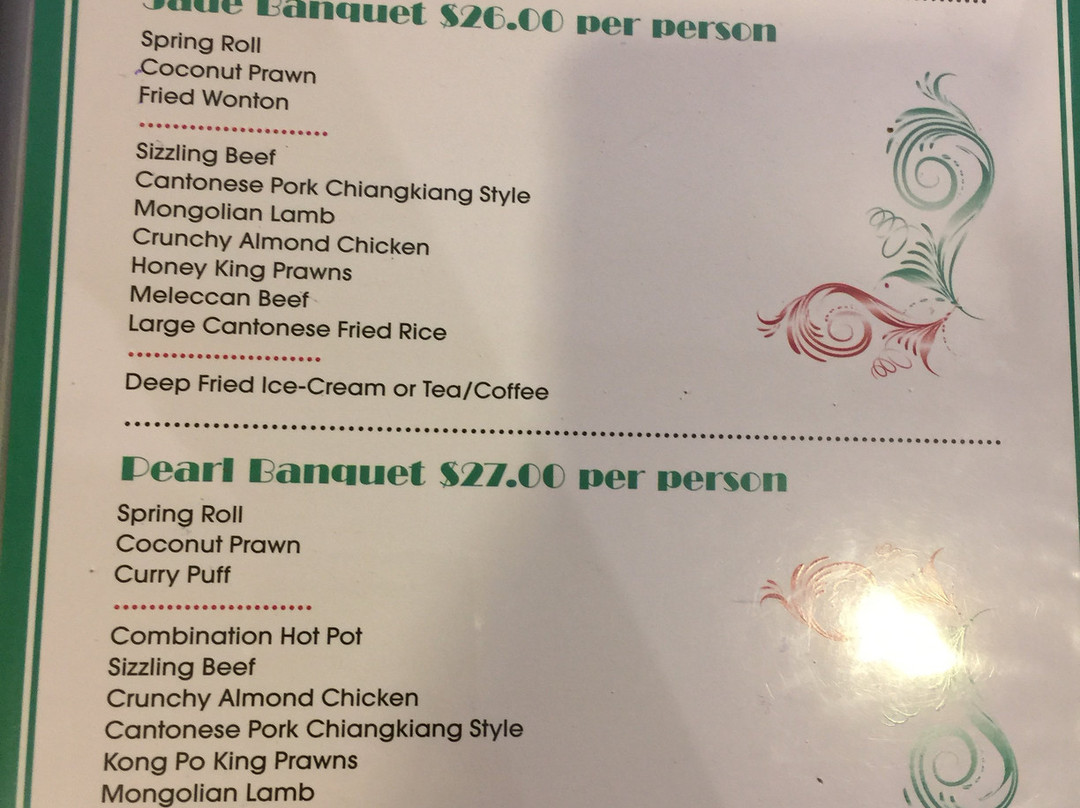 Jade Banquet $26.00 per person
Spring Roll
Coconut Prawn
Fried Wonton
Sizzling Beef
Cantonese Pork Chiangkiang Style
Mongolian Lamb
Crunchy Almond Chicken
Honey King Prawns
Meleccan Beef
Large Cantonese Fried Rice
Deep Fried Ice-Cream or Tea/Coffee
Pearl Banquet $27.00 per person
Spring Roll
Coconut Prawn
Curry Puff
Combination Hot Pot
Sizzling Beef
Crunchy Almond Chicken
Cantonese Pork Chiangkiang Style
Kong Po King Prawns
Mongolian Lamb